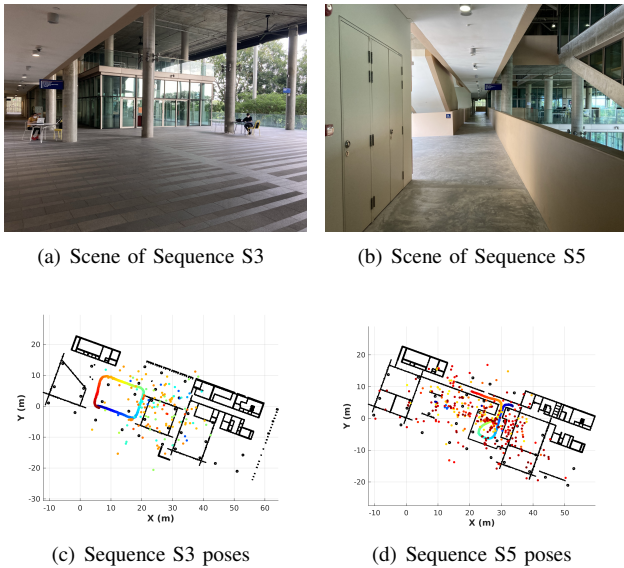 (a) Scene of Sequence S3
(b) Scene of Sequence S5
20
10
0
-10
-20
-30
Y (m)
-10 0 10 20 30 40 50 60
X (m)
20
10
0
-10
-20
Y (m)
-10 0 10 20 30 40 50
X (m)
(c) Sequence S3 poses
(d) Sequence S5 poses